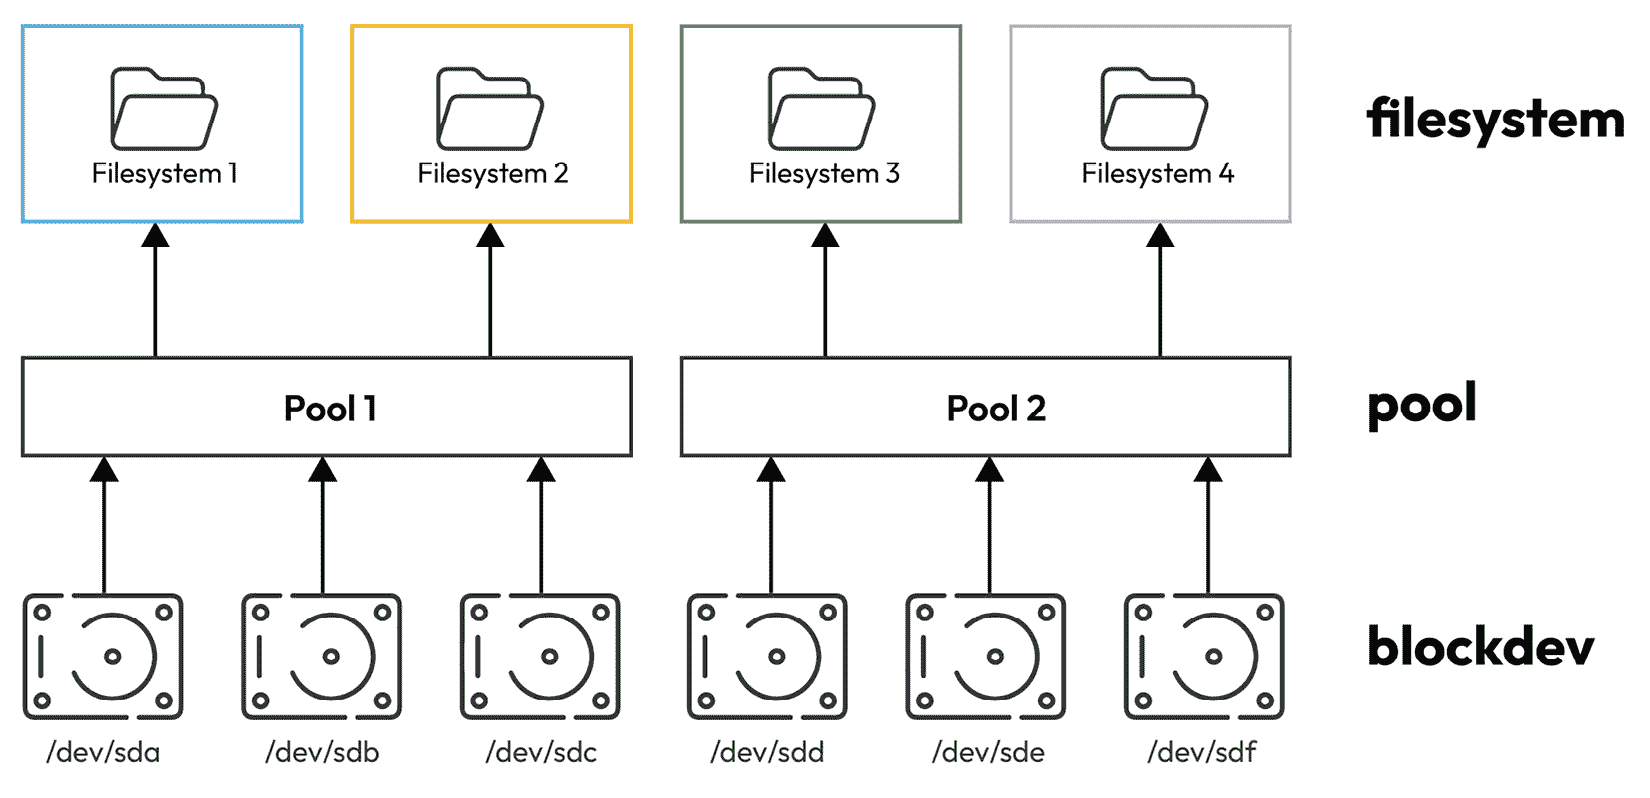 Filesystem 1
Filesystem 2
Filesystem 3
Filesystem 4
filesystem
Pool 1
Pool 2
pool
blockdev
/dev/sda
/dev/sdb
/dev/sdc
/dev/sdd
/dev/sde
/dev/sdf